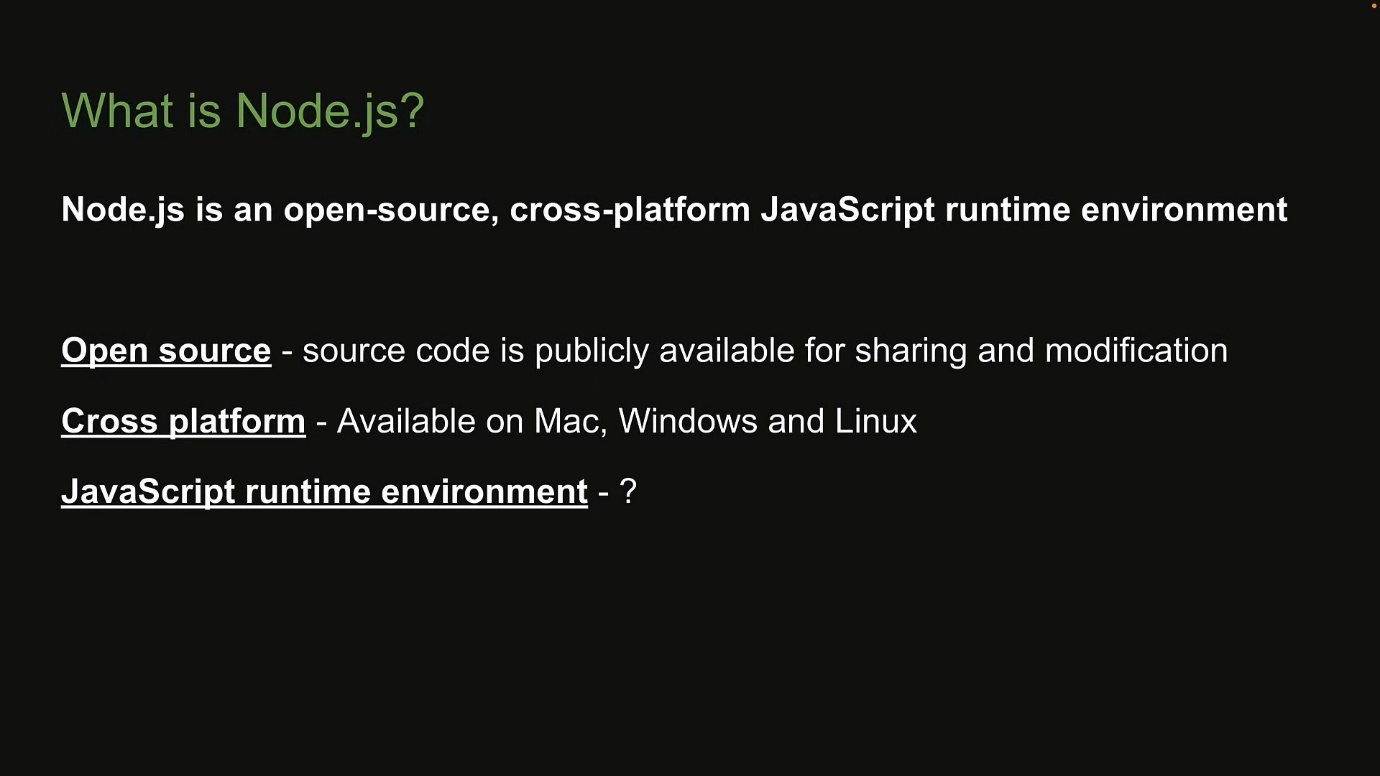 What is Node.js?
Node.js is an open-source, cross-platform JavaScript runtime environment
Open source - source code is publicly available for sharing and modification
Cross platform - Available on Mac, Windows and Linux
JavaScript runtime environment - ?